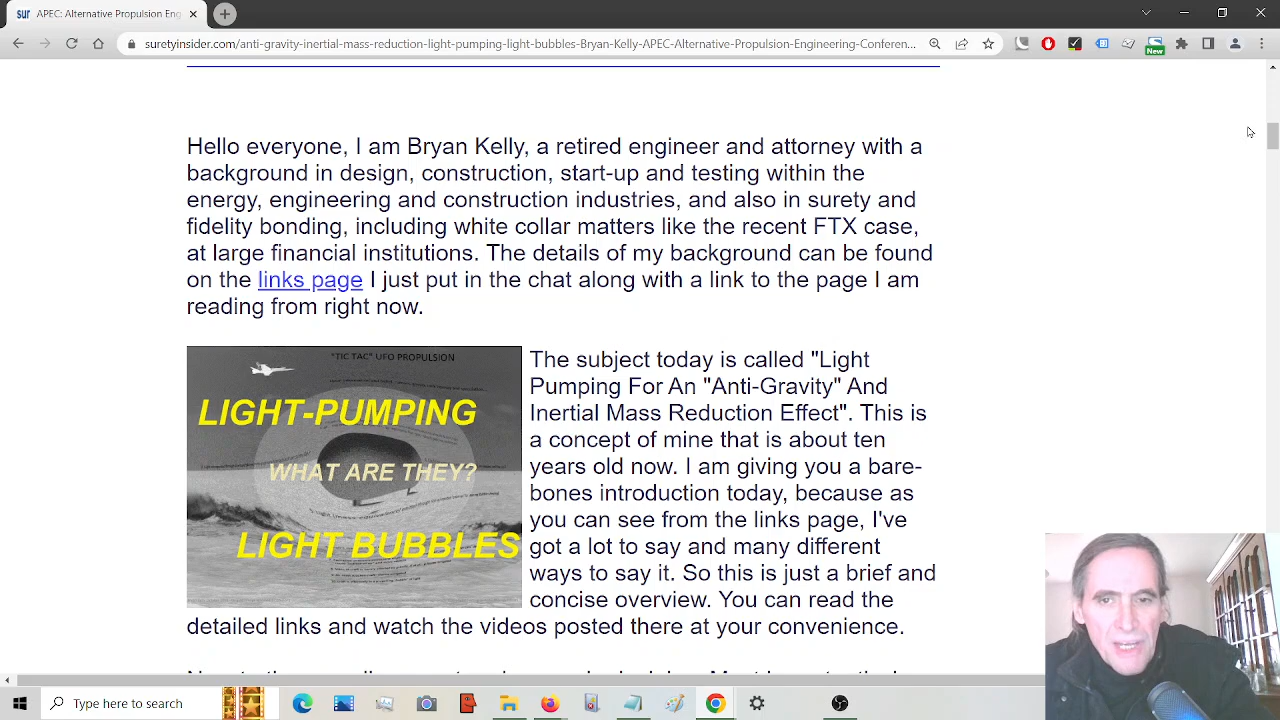 sur APEC: Alternative Propulsion Eng
suretyinsider.com/anti-gravity-inertial-mass-reduction-light-pumping-light-bubbles-Bryan-Kelly-APEC-Alternative-Propulsion-Engineering-Conferen...
New
Hello everyone, I am Bryan Kelly, a retired engineer and attorney with a
background in design, construction, start-up and testing within the
energy, engineering and construction industries, and also in surety and
fidelity bonding, including white collar matters like the recent FTX case,
at large financial institutions. The details of my background can be found
on the links page I just put in the chat along with a link to the page I am
reading from right now.
"TIC TAC" UFO PROPULSION
LIGHT-PUMPING
WHAT ARE THEY?
LIGHT BUBBLES
The subject today is called "Light
Pumping For An "Anti-Gravity" And
Inertial Mass Reduction Effect". This is
a concept of mine that is about ten
years old now. I am giving you a bare-
bones introduction today, because as
you can see from the links page, I've
got a lot to say and many different
ways to say it. So this is just a brief and
concise overview. You can read the
detailed links and watch the videos posted there at your convenience.
Type here to search